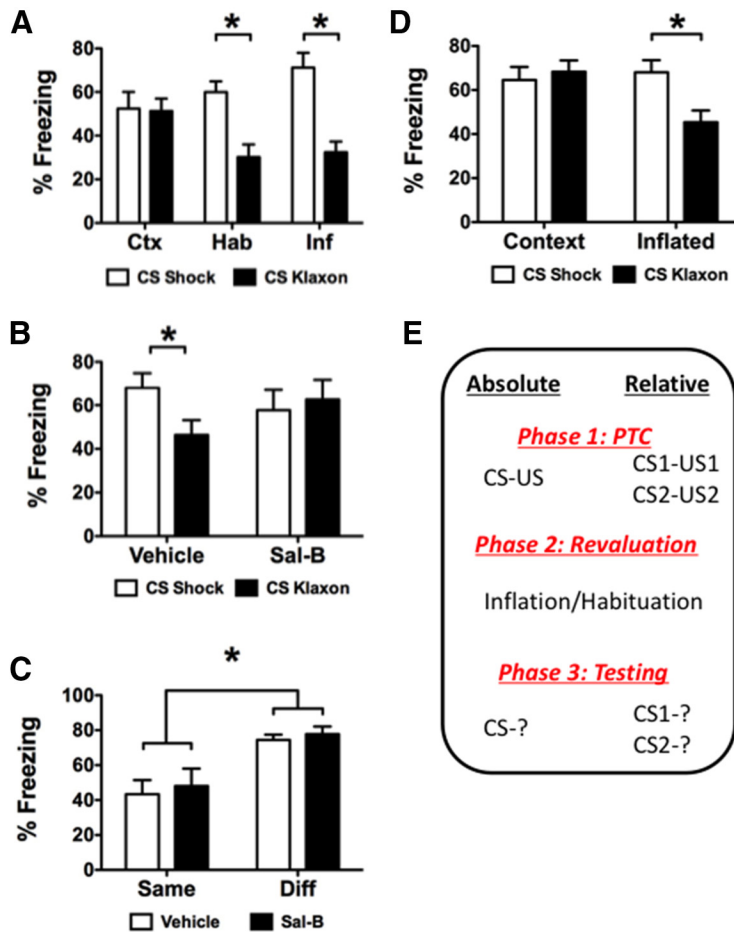 A
*
*
% Freezing
80
60
40
20
0
Ctx Hab Inf
CS Shock CS Klaxon
B
*
% Freezing
80
60
40
20
0
Vehicle Sal-B
CS Shock CS Klaxon
C
*
% Freezing
100
80
60
40
20
0
Same Diff
Vehicle Sal-B
D
*
% Freezing
80
60
40
20
0
Context Inflated
CS Shock CS Klaxon
E
Absolute Relative
Phase 1: PTC
CS-US
CS1-US1
CS2-US2
Phase 2: Revaluation
Inflation/Habituation
Phase 3: Testing
CS-?
CS1-?
CS2-?